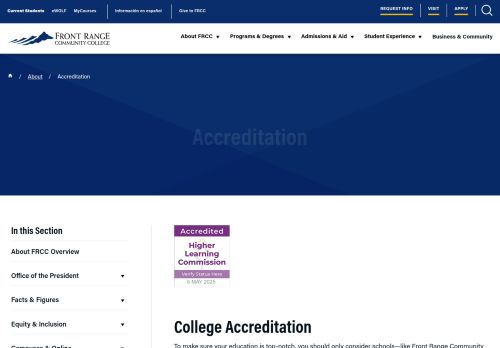 Current Students eWOLF MyCourses Información en español Give to FRCC REQUEST INFO VISIT APPLY
FRONT RANGE
COMMUNITY COLLEGE
About FRCC Programs & Degrees Admissions & Aid Student Experience Business & Community
/ About / Accreditation
Accreditation
In this Section
About FRCC Overview
Office of the President
Facts & Figures
Equity & Inclusion
Accredited
Higher
Learning
Commission
Verify Status Here
5 MAY 2025
College Accreditation
To make sure your education is top-notch, you should only consider schools—like Front Range Community